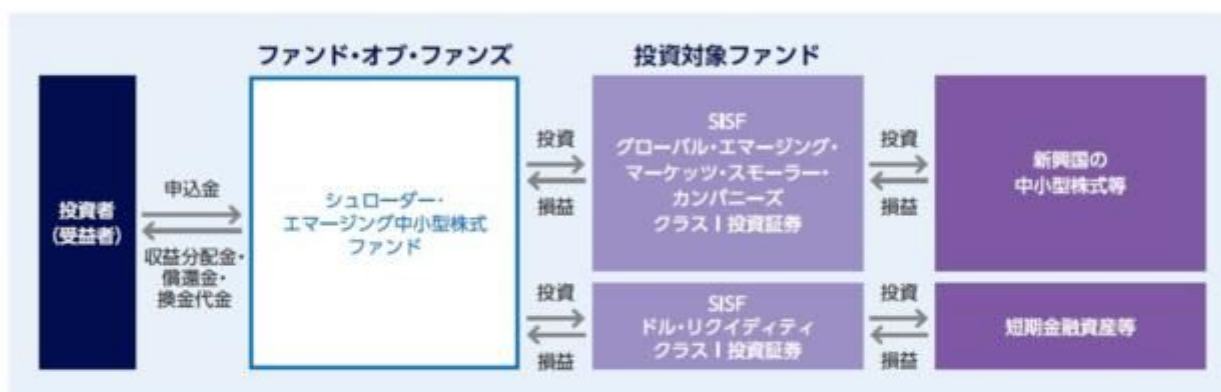 ファンド・オブ・ファンズ
投資対象ファンド
投資者
(受益者)
申込金
収益分配金・
償還金・
換金代金
シュローダー・
エマージング中小型株式
ファンド
投資
損益
SISF
グローバル・エマージング・
マーケッツ・スモーラー・
カンパニーズ
クラスI投資証券
投資
損益
新興国の
中小型株式等
投資
損益
SISF
ドル・リクイディティ
クラスI投資証券
投資
損益
短期金融資産等